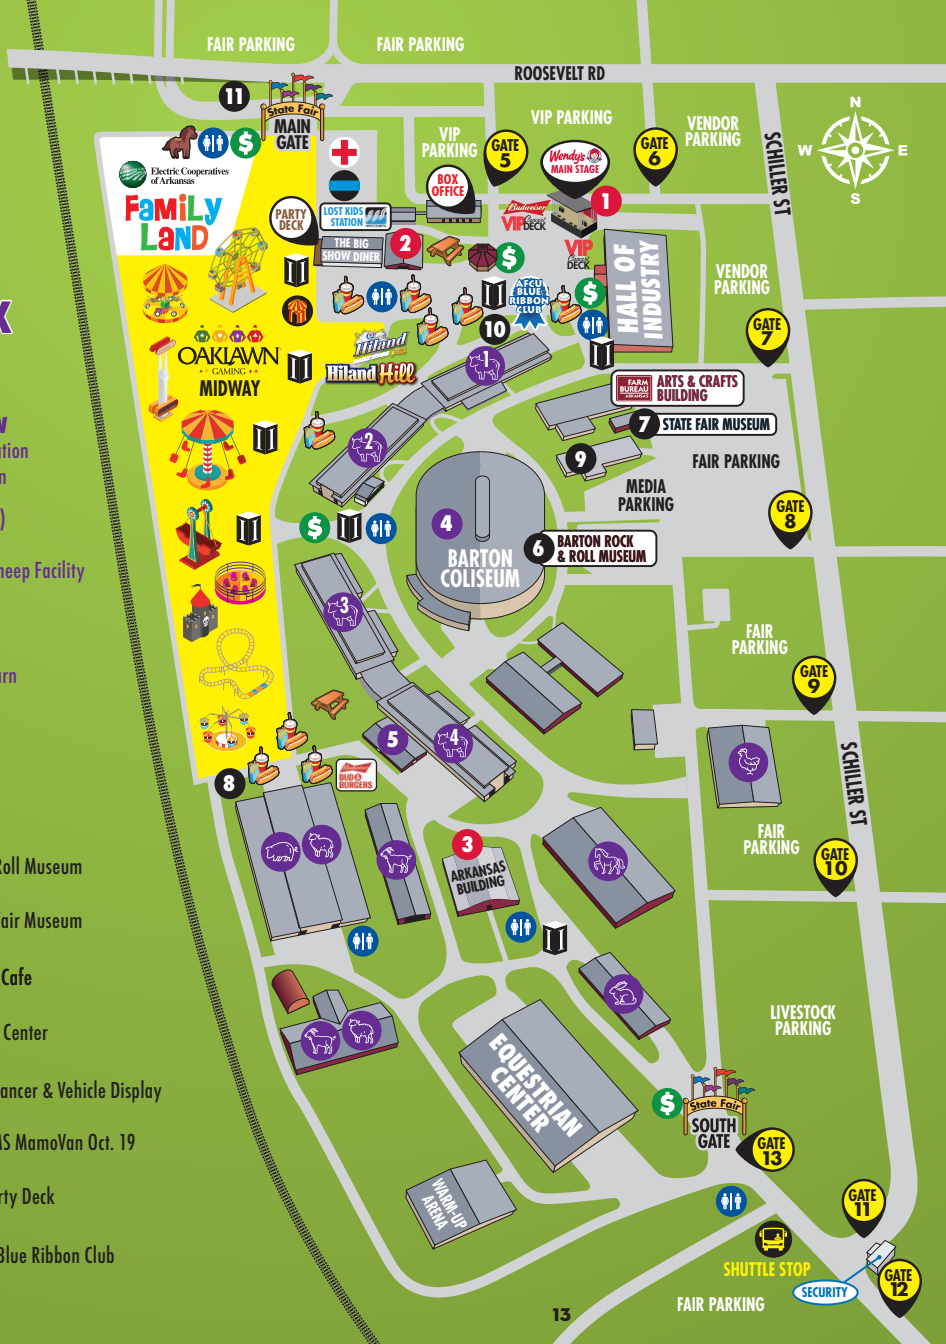 FAIR PARKING
FAIR PARKING
ROOSEVELT RD
11
State Fair
MAIN
GATE
VIP
PARKING
VIP PARKING
VENDOR
PARKING
GATE
5
GATE
6
Wendy's
MAIN STAGE
SCHILLER ST
N
W
E
S
$
Electric Cooperatives
of Arkansas
FAMiLY
LAND
BOX
OFFICE
PARTY
DECK
LOST KIDS
STATION
THE BIG
SHOW DINER
2
Budweiser
VIP
DECK
1
VIP
DECK
$
HALL OF
INDUSTRY
VENDOR
PARKING
AFCU
BLUE
RIBBON
CLUB
$
10
GATE
7
OAKLAWN
GAMING
MIDWAY
Hiland
Hiland Hill
1
FARM
BUREAU
ARKANSAS
ARTS & CRAFTS
BUILDING
7
STATE FAIR MUSEUM
2
9
FAIR PARKING
MEDIA
PARKING
GATE
8
K
$
4
BARTON
COLISEUM
6
BARTON ROCK
& ROLL MUSEUM
3
FAIR
PARKING
GATE
9
5
4
SCHILLER ST
8
BUD &
BURGERS
FAIR
PARKING
GATE
10
3
ARKANSAS
BUILDING
LIVESTOCK
PARKING
EQUESTRIAN
CENTER
$
State Fair
SOUTH
GATE
GATE
13
WARM-UP
ARENA
GATE
11
SHUTTLE STOP
SECURITY
GATE
12
FAIR PARKING
13
ation
n
)
heep Facility
arn
Roll Museum
Fair Museum
Cafe
Center
ancer & Vehicle Display
MS MamoVan Oct. 19
rty Deck
Blue Ribbon Club